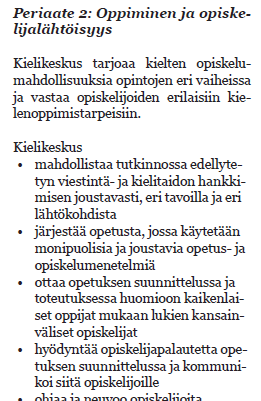 Periaate 2: Oppiminen ja opiske-
lijalähtöisyys
Kielikeskus tarjoaa kielten opiskelu-
mahdollisuuksia opintojen eri vaiheissa
ja vastaa opiskelijoiden erilaisiin kie-
lenoppimistarpeisiin.
Kielikeskus
• mahdollistaa tutkinnossa edellyte-
tyn viestintä- ja kielitaidon hankki-
misen joustavasti, eri tavoilla ja eri
lähtökohdista
• järjestää opetusta, jossa käytetään
monipuolisia ja joustavia opetus- ja
opiskelumenetelmiä
• ottaa opetuksen suunnittelussa ja
toteutuksessa huomioon kaikenlai-
set oppijat mukaan lukien kansain-
väliset opiskelijat
• hyödyntää opiskelijapalautetta ope-
tuksen suunnittelussa ja kommuni-
koi siitä opiskelijoille
• ohjaa ja neuvoo opiskelijoita